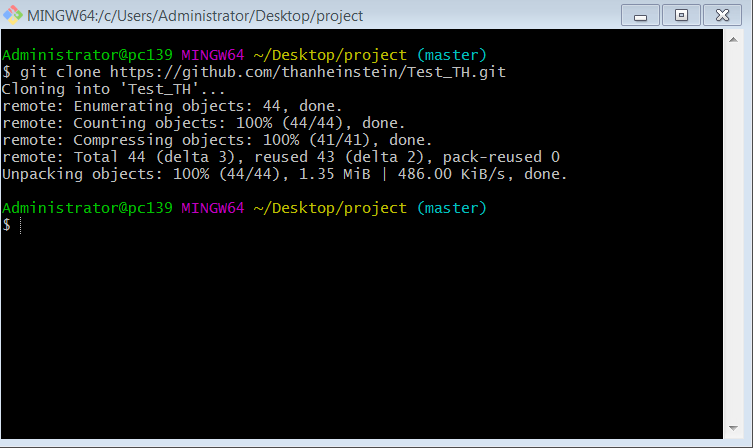 MINGW64:/c/Users/Administrator/Desktop/project
Administrator@pc139 MINGW64 ~/Desktop/project (master)
$ git clone https://github.com/thanheinstein/Test_TH.git
Cloning into 'Test_TH'...
remote: Enumerating objects: 44, done.
remote: Counting objects: 100% (44/44), done.
remote: Compressing objects: 100% (41/41), done.
remote: Total 44 (delta 3), reused 43 (delta 2), pack-reused 0
Unpacking objects: 100% (44/44), 1.35 MiB | 486.00 KiB/s, done.
Administrator@pc139 MINGW64 ~/Desktop/project (master)
$